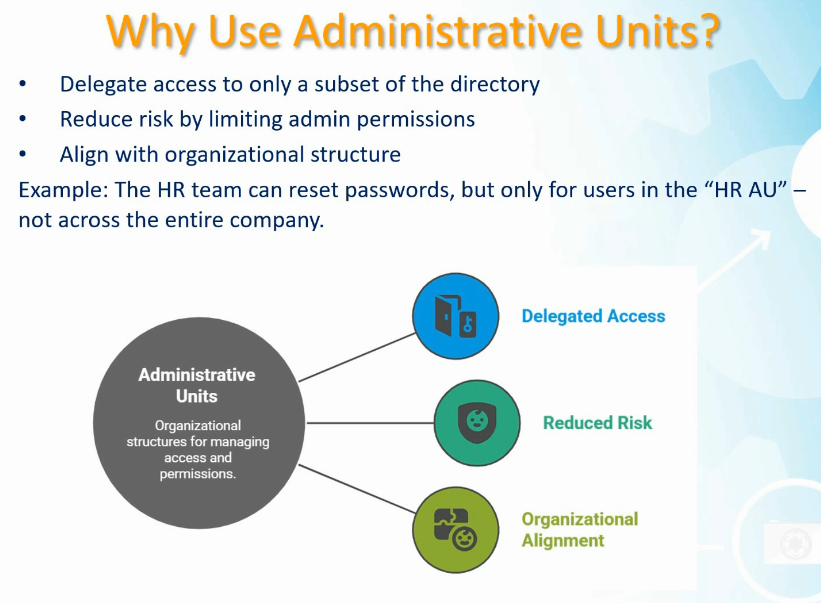 Why Use Administrative Units?
• Delegate access to only a subset of the directory
• Reduce risk by limiting admin permissions
• Align with organizational structure
Example: The HR team can reset passwords, but only for users in the “HR AU” –
not across the entire company.
Administrative
Units
Organizational
structures for managing
access and
permissions.
Delegated Access
Reduced Risk
Organizational
Alignment